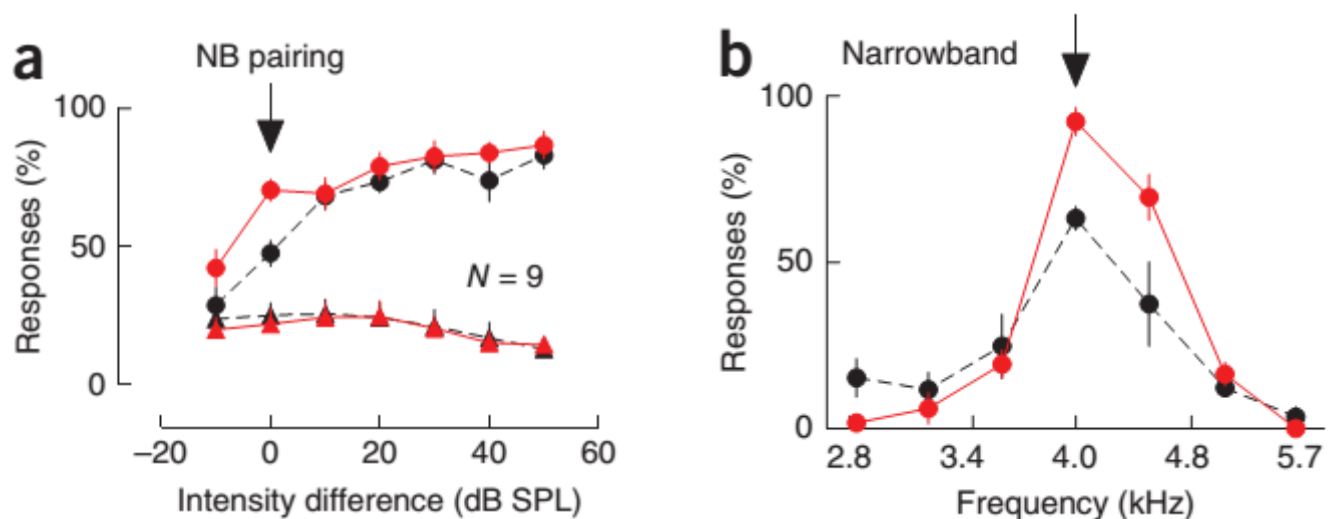 a
NB pairing
Responses (%)
100
50
0
N = 9
−20 0 20 40 60
Intensity difference (dB SPL)
b
Narrowband
Responses (%)
100
50
0
2.8 3.4 4.0 4.8 5.7
Frequency (kHz)